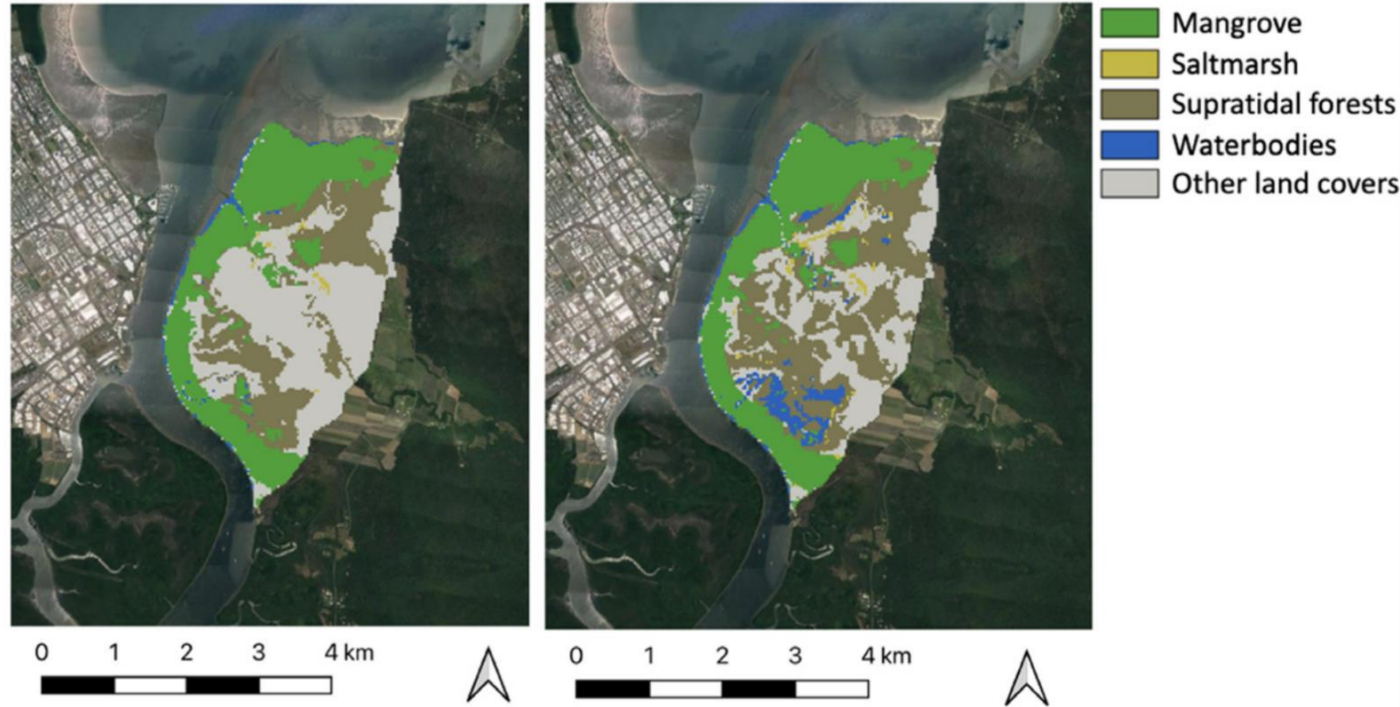 Mangrove
Saltmarsh
Supratidal forests
Waterbodies
Other land covers
0 1 2 3 4 km
0 1 2 3 4 km